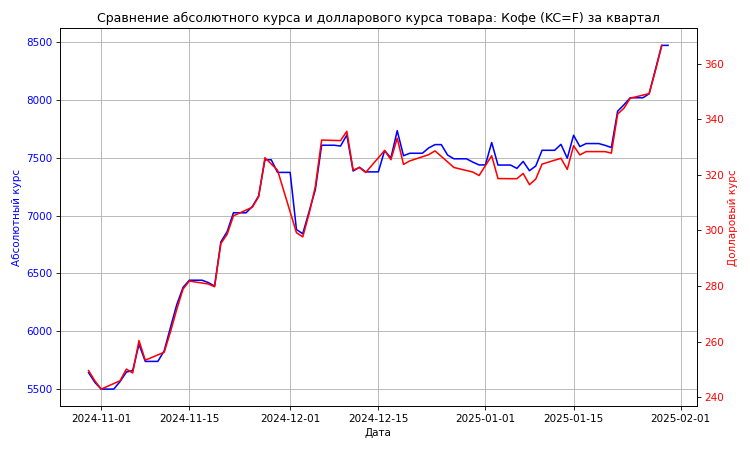 Сравнение абсолютного курса и долларового курса товара: Кофе (KC=F) за квартал
8500
8000
7500
7000
6500
6000
5500
Абсолютный курс
360
340
320
300
280
260
240
Долларовый курс
2024-11-01 2024-11-15 2024-12-01 2024-12-15 2025-01-01 2025-01-15 2025-02-01
Дата